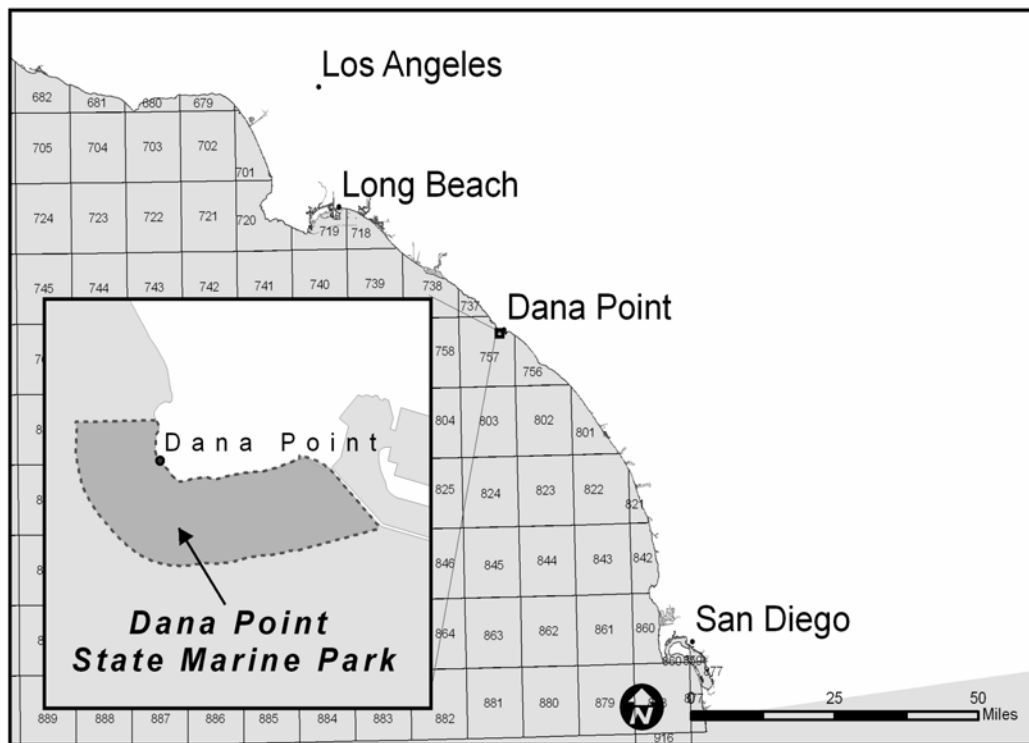 Los Angeles
682 681 680 679
705 704 703 702
701
Long Beach
724 723 722 721 720
719 718
745 744 743 742 741 740 739 738
737
Dana Point
758 757
756
804 803 802
801
825 824 823 822
821
846 845 844 843 842
864 863 862 861 860
San Diego
877
882 881 880 879
889 888 887 886 885 884 883
916
Dana Point
Dana Point
State Marine Park
N
0 25 50
Miles